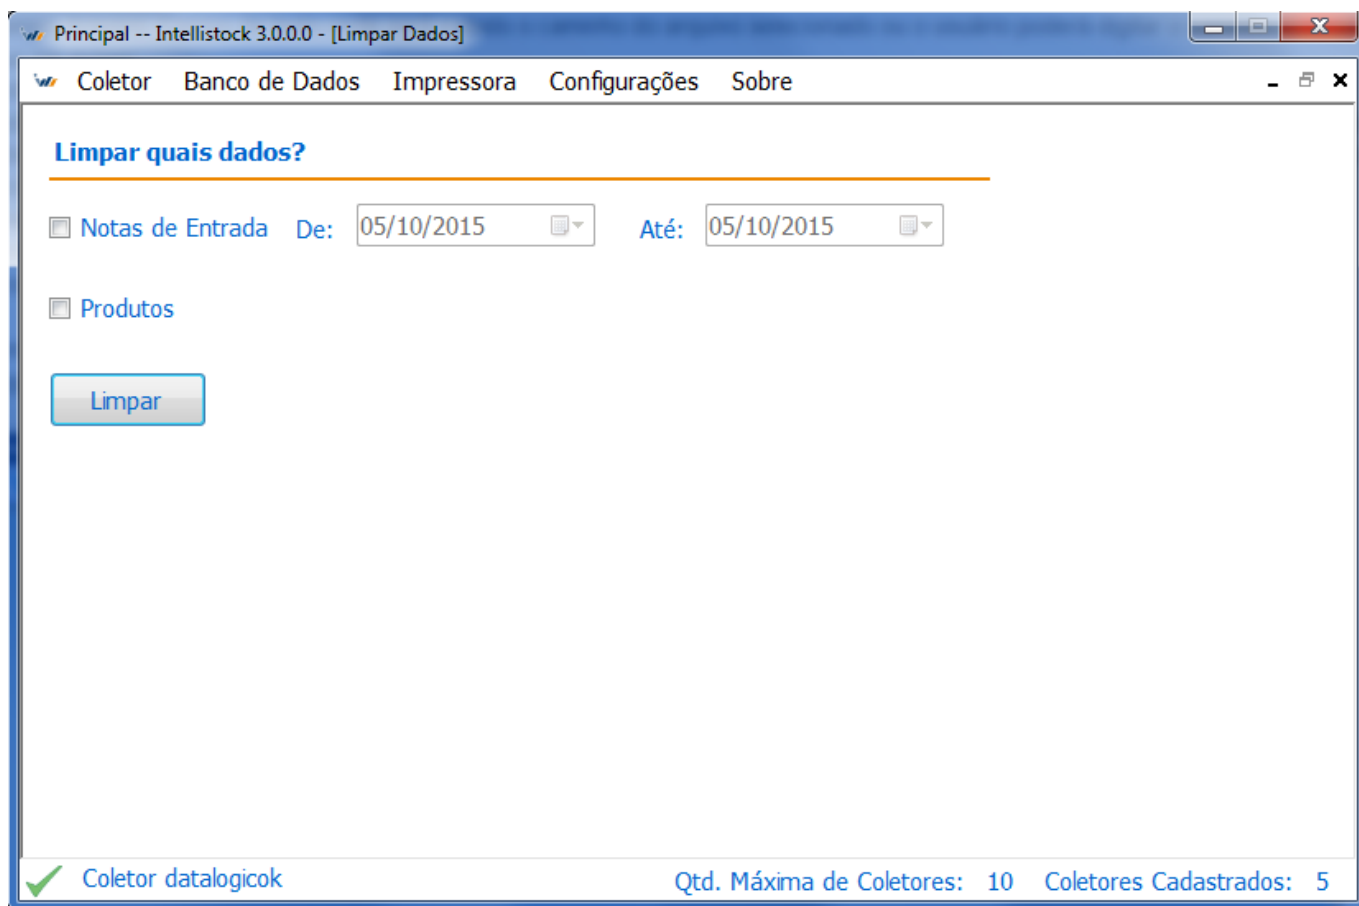 Principal -- Intellistock 3.0.0.0 - [Limpar Dados]
Coletor Banco de Dados Impressora Configurações Sobre
Limpar quais dados?
Notas de Entrada De: 05/10/2015 Até: 05/10/2015
Produtos
Limpar
Coletor datalogicok Qtd. Máxima de Coletores: 10 Coletores Cadastrados: 5